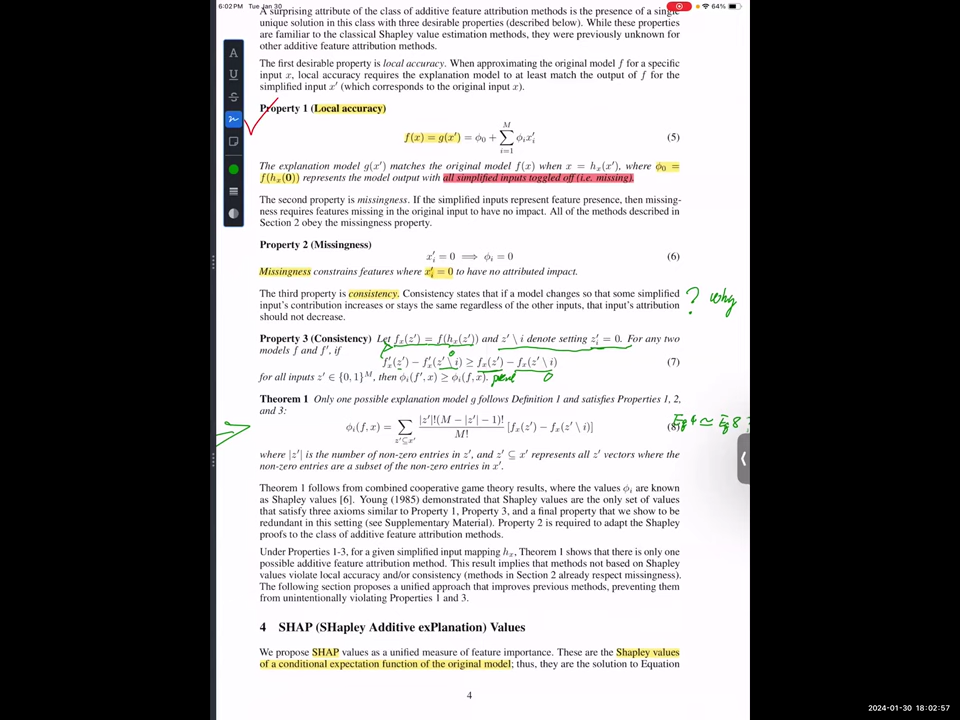 6:02 PM Tue Jan 30
64%
A surprising attribute of the class of additive feature attribution methods is the presence of a single
unique solution in this class with three desirable properties (described below). While these properties
are familiar to the classical Shapley value estimation methods, they were previously unknown for
other additive feature attribution methods.
The first desirable property is local accuracy. When approximating the original model f for a specific
input x, local accuracy requires the explanation model to at least match the output of f for the
simplified input x′ (which corresponds to the original input x).
Property 1 (Local accuracy)
f(x) = g(x′) = ϕ₀ + ∑_{i=1}^{M} ϕᵢx′ᵢ (5)
The explanation model g(x′) matches the original model f(x) when x = hₓ(x′), where ϕ₀ =
f(hₓ(0)) represents the model output with all simplified inputs toggled off (i.e. missing).
The second property is missingness. If the simplified inputs represent feature presence, then missing-
ness requires features missing in the original input to have no impact. All of the methods described in
Section 2 obey the missingness property.
Property 2 (Missingness)
x′ᵢ = 0 ⟹ ϕᵢ = 0 (6)
Missingness constrains features where x′ᵢ = 0 to have no attributed impact.
The third property is consistency. Consistency states that if a model changes so that some simplified
input's contribution increases or stays the same regardless of the other inputs, that input's attribution
should not decrease.
? why
Property 3 (Consistency) Let fₓ(z′) = f(hₓ(z′)) and z′ \ i denote setting z′ᵢ = 0. For any two
models f and f′, if
f′ₓ(z′) − f′ₓ(z′ \ i) ≥ fₓ(z′) − fₓ(z′ \ i) (7)
for all inputs z′ ∈ {0, 1}^M, then ϕᵢ(f′, x) ≥ ϕᵢ(f, x).
0
Theorem 1 Only one possible explanation model g follows Definition 1 and satisfies Properties 1, 2,
and 3:
ϕᵢ(f, x) = ∑_{z′⊆x′} |z′|!(M − |z′| − 1)!/M! [fₓ(z′) − fₓ(z′ \ i)] (8)
Eq 4 ≃ Eq 8
where |z′| is the number of non-zero entries in z′, and z′ ⊆ x′ represents all z′ vectors where the
non-zero entries are a subset of the non-zero entries in x′.
Theorem 1 follows from combined cooperative game theory results, where the values ϕᵢ are known
as Shapley values [6]. Young (1985) demonstrated that Shapley values are the only set of values
that satisfy three axioms similar to Property 1, Property 3, and a final property that we show to be
redundant in this setting (see Supplementary Material). Property 2 is required to adapt the Shapley
proofs to the class of additive feature attribution methods.
Under Properties 1-3, for a given simplified input mapping hₓ, Theorem 1 shows that there is only one
possible additive feature attribution method. This result implies that methods not based on Shapley
values violate local accuracy and/or consistency (methods in Section 2 already respect missingness).
The following section proposes a unified approach that improves previous methods, preventing them
from unintentionally violating Properties 1 and 3.
4 SHAP (SHapley Additive exPlanation) Values
We propose SHAP values as a unified measure of feature importance. These are the Shapley values
of a conditional expectation function of the original model; thus, they are the solution to Equation
4
2024-01-30 18:02:57